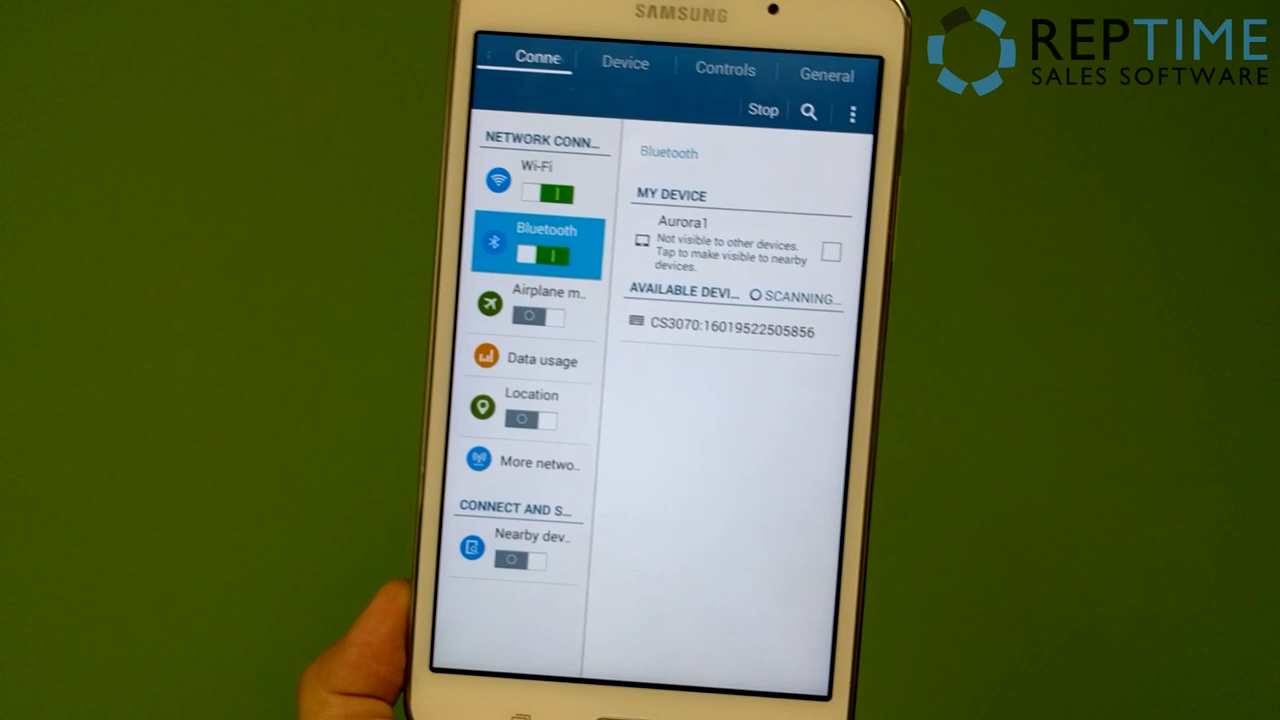 SAMSUNG
REPTIME
SALES SOFTWARE
Conne
Device
Controls
General
Stop
NETWORK CONN...
Wi-Fi
Bluetooth
Airplane m..
Data usage
Location
More netwo..
CONNECT AND S...
Nearby dev..
Bluetooth
MY DEVICE
Aurora1
Not visible to other devices.
Tap to make visible to nearby
devices.
AVAILABLE DEVI... SCANNING...
CS3070:16019522505856